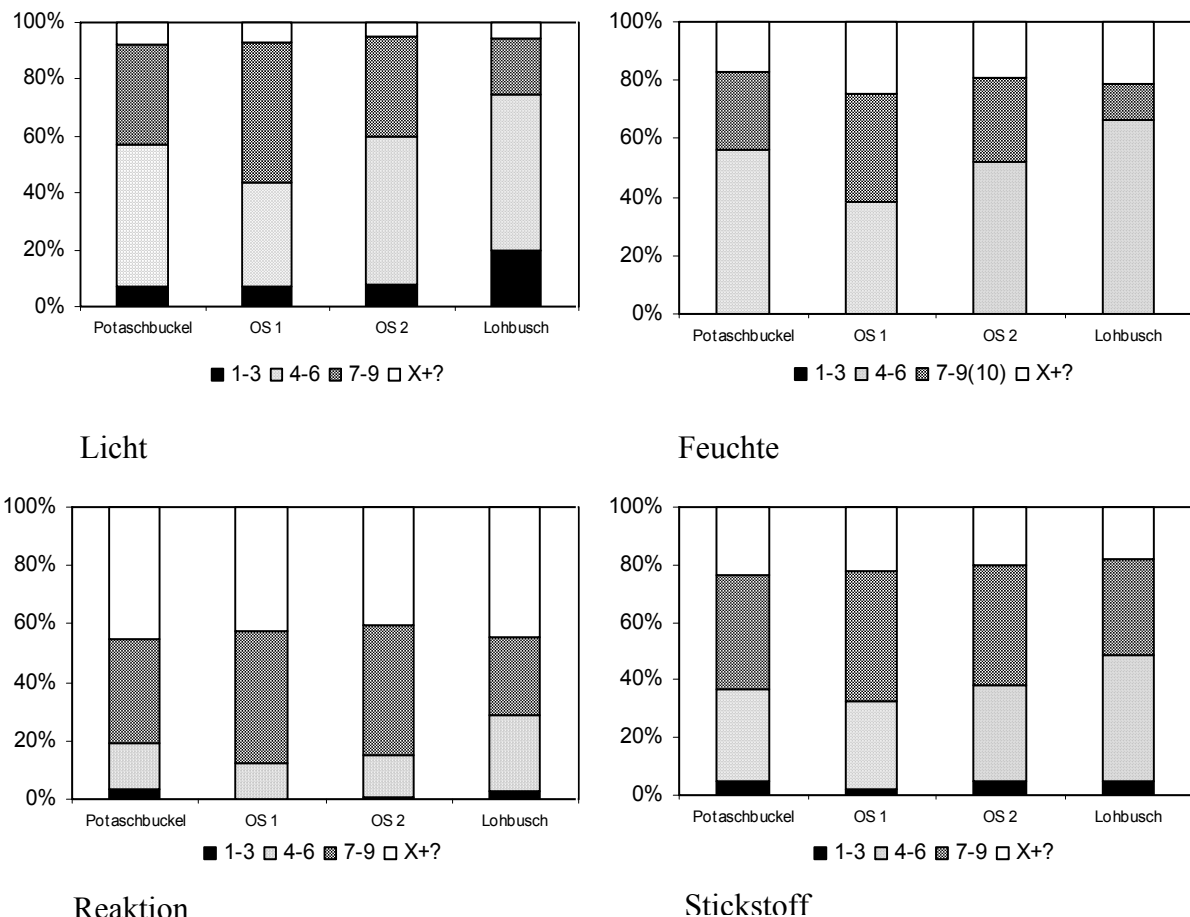 100%
80%
60%
40%
20%
0%
Potaschbuckel OS 1 OS 2 Lohbusch
1-3 4-6 7-9 X+?
Licht
100%
80%
60%
40%
20%
0%
Potaschbuckel OS 1 OS 2 Lohbusch
1-3 4-6 7-9(10) X+?
Feuchte
100%
80%
60%
40%
20%
0%
Potaschbuckel OS 1 OS 2 Lohbusch
1-3 4-6 7-9 X+?
Reaktion
100%
80%
60%
40%
20%
0%
Potaschbuckel OS 1 OS 2 Lohbusch
1-3 4-6 7-9 X+?
Stickstoff